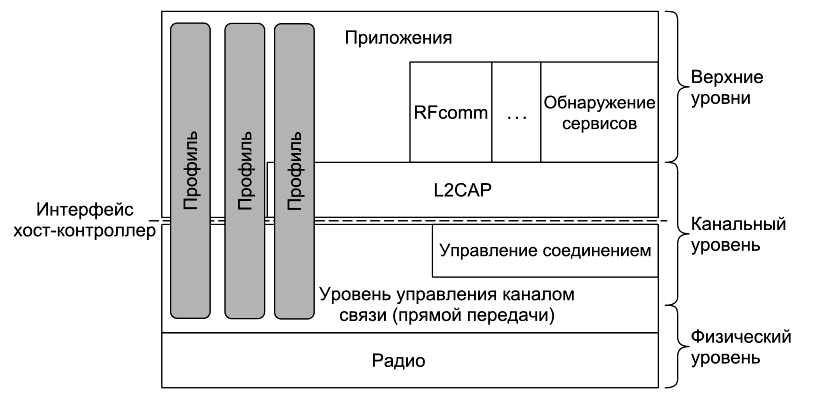 Приложения
Профиль
Профиль
Профиль
RFcomm
...
Обнаружение
сервисов
Верхние
уровни
L2CAP
Интерфейс
хост-контроллер
Управление соединением
Канальный
уровень
Уровень управления каналом
связи (прямой передачи)
Физический
уровень
Радио